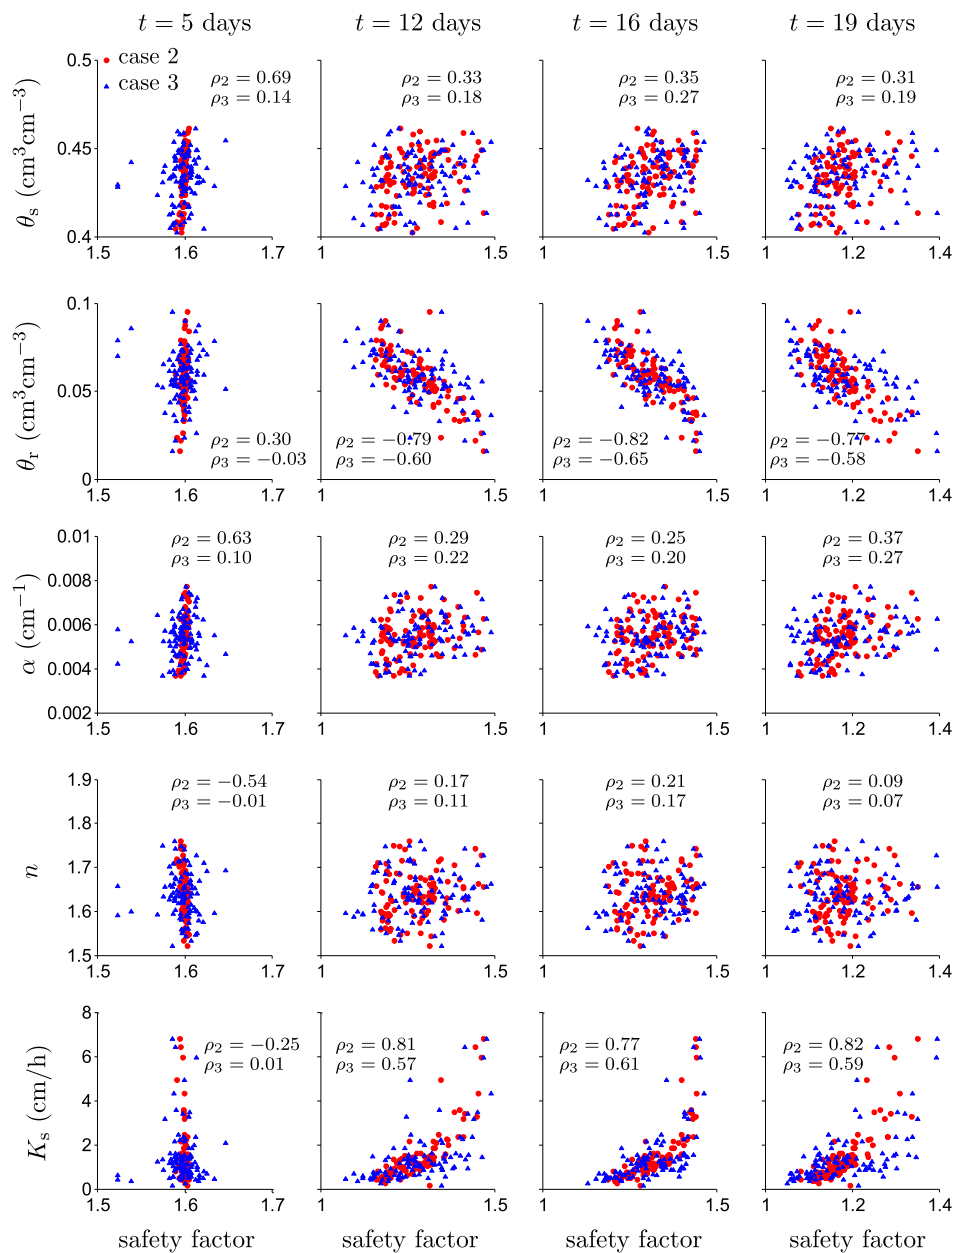 t = 5 days
t = 12 days
t = 16 days
t = 19 days
case 2
case 3
θs (cm³cm⁻³)
0.5
0.45
0.4
ρ2 = 0.69
ρ3 = 0.14
ρ2 = 0.33
ρ3 = 0.18
ρ2 = 0.35
ρ3 = 0.27
ρ2 = 0.31
ρ3 = 0.19
1.5 1.6 1.7
1 1.5
1 1.5
1 1.2 1.4
θr (cm³cm⁻³)
0.1
0.05
0
ρ2 = 0.30
ρ3 = −0.03
ρ2 = −0.79
ρ3 = −0.60
ρ2 = −0.82
ρ3 = −0.65
ρ2 = −0.77
ρ3 = −0.58
1.5 1.6 1.7
1 1.5
1 1.5
1 1.2 1.4
α (cm⁻¹)
0.01
0.008
0.006
0.004
0.002
ρ2 = 0.63
ρ3 = 0.10
ρ2 = 0.29
ρ3 = 0.22
ρ2 = 0.25
ρ3 = 0.20
ρ2 = 0.37
ρ3 = 0.27
1.5 1.6 1.7
1 1.5
1 1.5
1 1.2 1.4
n
1.9
1.8
1.7
1.6
1.5
ρ2 = −0.54
ρ3 = −0.01
ρ2 = 0.17
ρ3 = 0.11
ρ2 = 0.21
ρ3 = 0.17
ρ2 = 0.09
ρ3 = 0.07
1.5 1.6 1.7
1 1.5
1 1.5
1 1.2 1.4
Ks (cm/h)
8
6
4
2
0
ρ2 = −0.25
ρ3 = 0.01
ρ2 = 0.81
ρ3 = 0.57
ρ2 = 0.77
ρ3 = 0.61
ρ2 = 0.82
ρ3 = 0.59
1.5 1.6 1.7
1 1.5
1 1.5
1 1.2 1.4
safety factor
safety factor
safety factor
safety factor